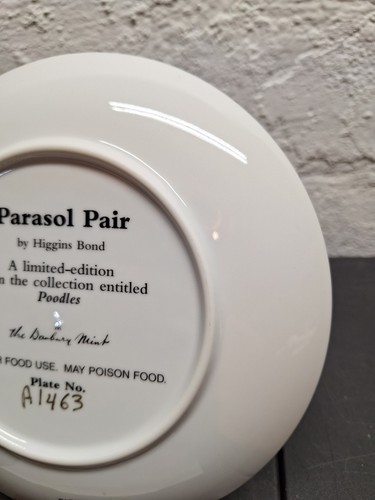 Parasol Pair
by Higgins Bond
A limited-edition
the collection entitled
Poodles
the Danbury Mint
FOOD USE. MAY POISON FOOD.
Plate No.
A1463